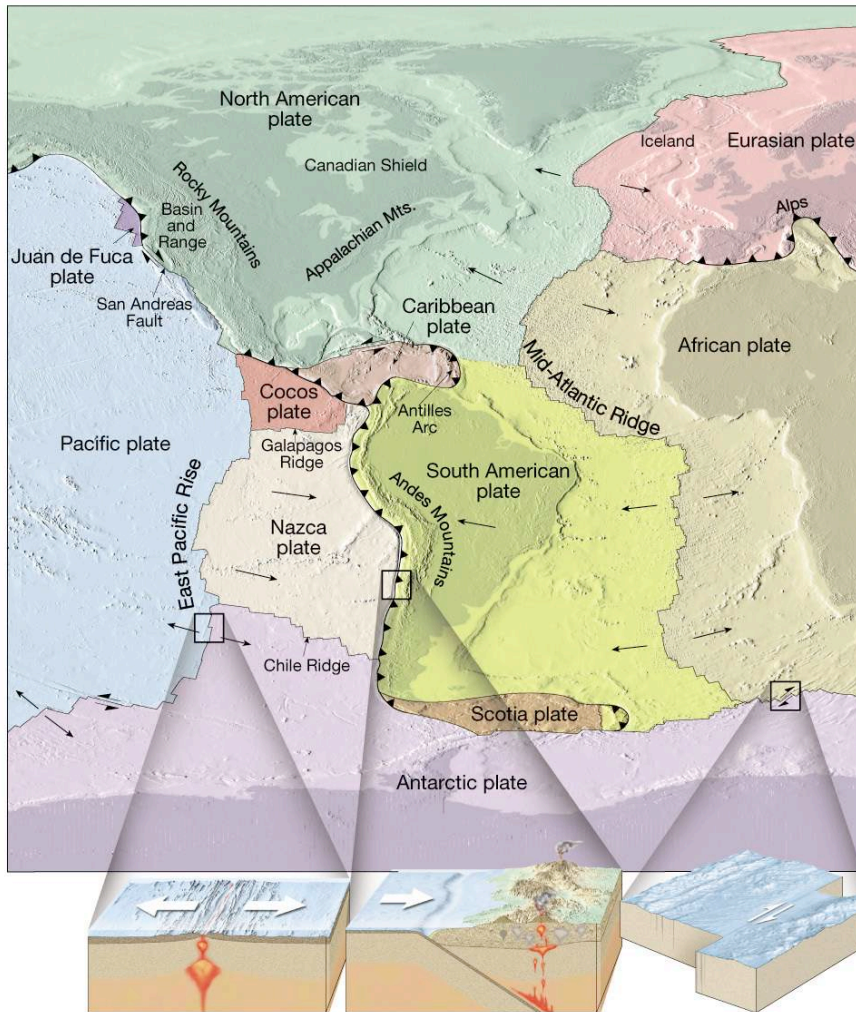 North American
plate
Iceland
Eurasian plate
Canadian Shield
Rocky Mountains
Alps
Basin
and
Range
Appalachian Mts.
Juan de Fuca
plate
San Andreas
Fault
Caribbean
plate
African plate
Mid-Atlantic Ridge
Cocos
plate
Antilles
Arc
Pacific plate
Galapagos
Ridge
South American
plate
East Pacific Rise
Andes Mountains
Nazca
plate
Chile Ridge
Scotia plate
Antarctic plate